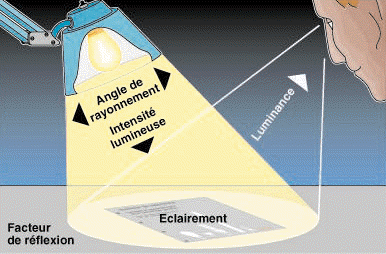 Angle de
rayonnement
Intensité
lumineuse
Luminance
Eclairement
Facteur
de réflexion